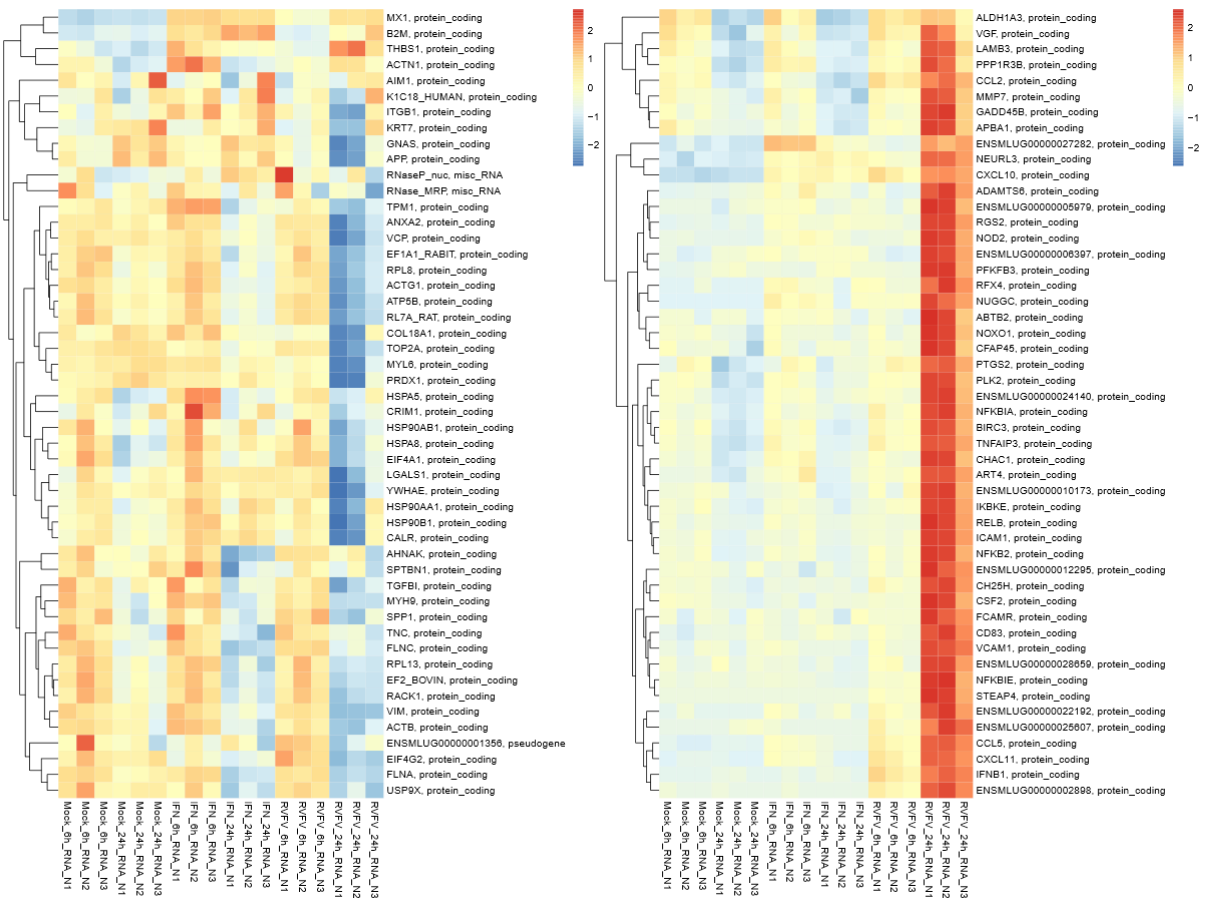 MX1, protein_coding
B2M, protein_coding
THBS1, protein_coding
ACTN1, protein_coding
AIM1, protein_coding
K1C18_HUMAN, protein_coding
ITGB1, protein_coding
KRT7, protein_coding
GNAS, protein_coding
APP, protein_coding
RNaseP_nuc, misc_RNA
RNase_MRP, misc_RNA
TPM1, protein_coding
ANXA2, protein_coding
VCP, protein_coding
EF1A1_RABIT, protein_coding
RPL8, protein_coding
ACTG1, protein_coding
ATP5B, protein_coding
RL7A_RAT, protein_coding
COL18A1, protein_coding
TOP2A, protein_coding
MYL6, protein_coding
PRDX1, protein_coding
HSPA5, protein_coding
CRIM1, protein_coding
HSP90AB1, protein_coding
HSPA8, protein_coding
EIF4A1, protein_coding
LGALS1, protein_coding
YWHAE, protein_coding
HSP90AA1, protein_coding
HSP90B1, protein_coding
CALR, protein_coding
AHNAK, protein_coding
SPTBN1, protein_coding
TGFBI, protein_coding
MYH9, protein_coding
SPP1, protein_coding
TNC, protein_coding
FLNC, protein_coding
RPL13, protein_coding
EF2_BOVIN, protein_coding
RACK1, protein_coding
VIM, protein_coding
ACTB, protein_coding
ENSMLUG00000001356, pseudogene
EIF4G2, protein_coding
FLNA, protein_coding
USP9X, protein_coding
2
1
0
−1
−2
Mock_6h_RNA_N1
Mock_6h_RNA_N2
Mock_6h_RNA_N3
Mock_24h_RNA_N1
Mock_24h_RNA_N2
Mock_24h_RNA_N3
IFN_6h_RNA_N1
IFN_6h_RNA_N2
IFN_6h_RNA_N3
IFN_24h_RNA_N1
IFN_24h_RNA_N2
IFN_24h_RNA_N3
RVFV_6h_RNA_N1
RVFV_6h_RNA_N2
RVFV_6h_RNA_N3
RVFV_24h_RNA_N1
RVFV_24h_RNA_N2
RVFV_24h_RNA_N3
ALDH1A3, protein_coding
VGF, protein_coding
LAMB3, protein_coding
PPP1R3B, protein_coding
CCL2, protein_coding
MMP7, protein_coding
GADD45B, protein_coding
APBA1, protein_coding
ENSMLUG00000027282, protein_coding
NEURL3, protein_coding
CXCL10, protein_coding
ADAMTS6, protein_coding
ENSMLUG00000005979, protein_coding
RGS2, protein_coding
NOD2, protein_coding
ENSMLUG00000006397, protein_coding
PFKFB3, protein_coding
RFX4, protein_coding
NUGGC, protein_coding
ABTB2, protein_coding
NOXO1, protein_coding
CFAP45, protein_coding
PTGS2, protein_coding
PLK2, protein_coding
ENSMLUG00000024140, protein_coding
NFKBIA, protein_coding
BIRC3, protein_coding
TNFAIP3, protein_coding
CHAC1, protein_coding
ART4, protein_coding
ENSMLUG00000010173, protein_coding
IKBKE, protein_coding
RELB, protein_coding
ICAM1, protein_coding
NFKB2, protein_coding
ENSMLUG00000012295, protein_coding
CH25H, protein_coding
CSF2, protein_coding
FCAMR, protein_coding
CD83, protein_coding
VCAM1, protein_coding
ENSMLUG00000028659, protein_coding
NFKBIE, protein_coding
STEAP4, protein_coding
ENSMLUG00000022192, protein_coding
ENSMLUG00000025607, protein_coding
CCL5, protein_coding
CXCL11, protein_coding
IFNB1, protein_coding
ENSMLUG00000002898, protein_coding
2
1
0
−1
−2
Mock_6h_RNA_N1
Mock_6h_RNA_N2
Mock_6h_RNA_N3
Mock_24h_RNA_N1
Mock_24h_RNA_N2
Mock_24h_RNA_N3
IFN_6h_RNA_N1
IFN_6h_RNA_N2
IFN_6h_RNA_N3
IFN_24h_RNA_N1
IFN_24h_RNA_N2
IFN_24h_RNA_N3
RVFV_6h_RNA_N1
RVFV_6h_RNA_N2
RVFV_6h_RNA_N3
RVFV_24h_RNA_N1
RVFV_24h_RNA_N2
RVFV_24h_RNA_N3